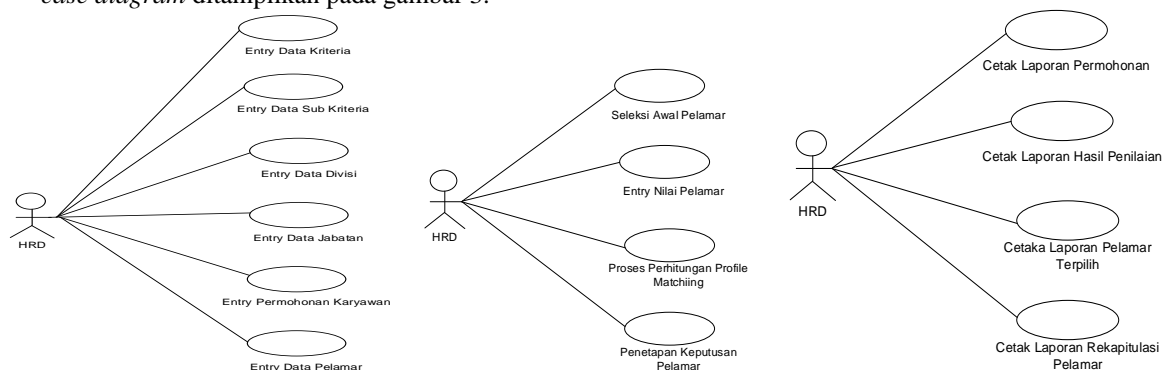 case diagram ditampilkan pada gambar 3.
Entry Data Kriteria
Entry Data Sub Kriteria
Entry Data Divisi
Entry Data Jabatan
Entry Permohonan Karyawan
Entry Data Pelamar
HRD
Seleksi Awal Pelamar
Entry Nilai Pelamar
Proses Perhitungan Profile
Matchiing
Penetapan Keputusan
Pelamar
HRD
Cetak Laporan Permohonan
Cetak Laporan Hasil Penilaian
Cetaka Laporan Pelamar
Terpilih
Cetak Laporan Rekapitulasi
Pelamar
HRD